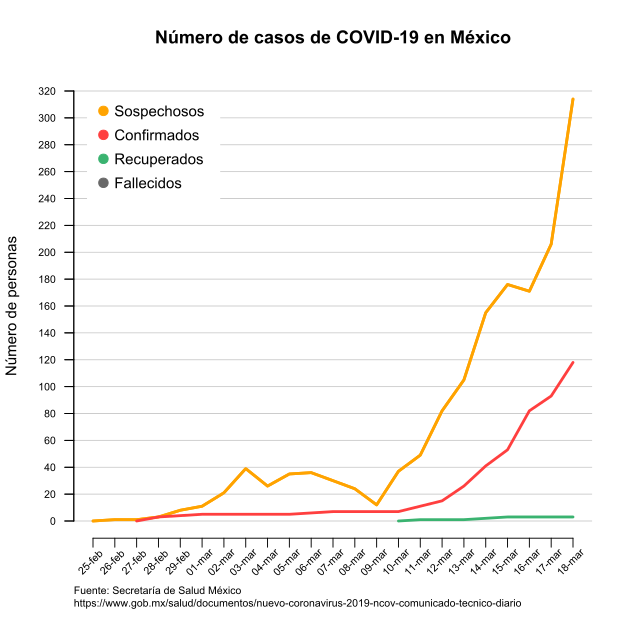 Número de casos de COVID-19 en México
Número de personas
320
300
280
260
240
220
200
180
160
140
120
100
80
60
40
20
0
Sospechosos
Confirmados
Recuperados
Fallecidos
25-feb
26-feb
27-feb
28-feb
29-feb
01-mar
02-mar
03-mar
04-mar
05-mar
06-mar
07-mar
08-mar
09-mar
10-mar
11-mar
12-mar
13-mar
14-mar
15-mar
16-mar
17-mar
18-mar
Fuente: Secretaría de Salud México
https://www.gob.mx/salud/documentos/nuevo-coronavirus-2019-ncov-comunicado-tecnico-diario